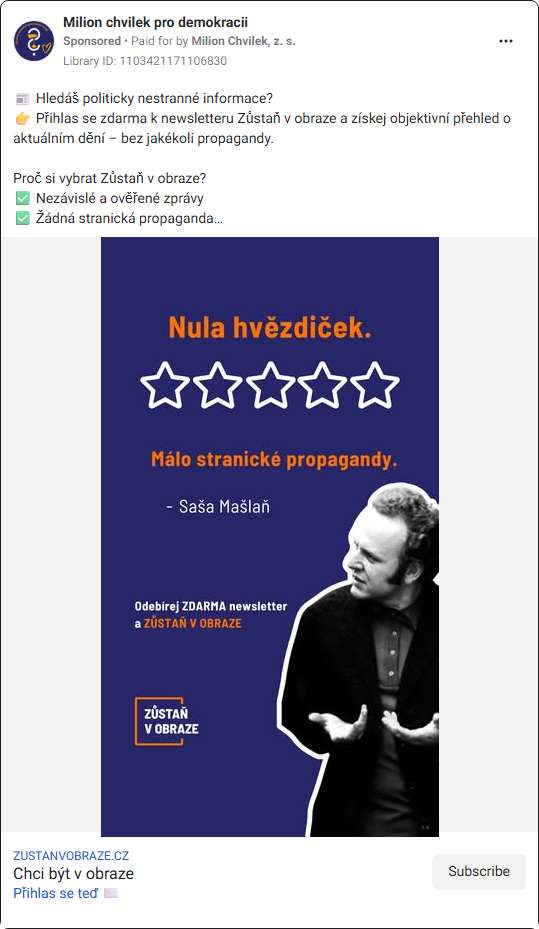 Milion chvilek pro demokracii
Sponsored • Paid for by Milion Chvilek, z. s.
Library ID: 1103421171106830
📰 Hledáš politicky nestranné informace?
👉 Přihlas se zdarma k newsletteru Zůstaň v obraze a získej objektivní přehled o
aktuálním dění – bez jakékoli propagandy.
Proč si vybrat Zůstaň v obraze?
✅ Nezávislé a ověřené zprávy
✅ Žádná stranická propaganda…
Nula hvězdiček.
Málo stranické propagandy.
- Saša Mašlaň
Odebírej ZDARMA newsletter
a ZŮSTAŇ V OBRAZE
ZŮSTAŇ
V OBRAZE
ZUSTANVOBRAZE.CZ
Chci být v obraze
Přihlas se teď 📨
Subscribe